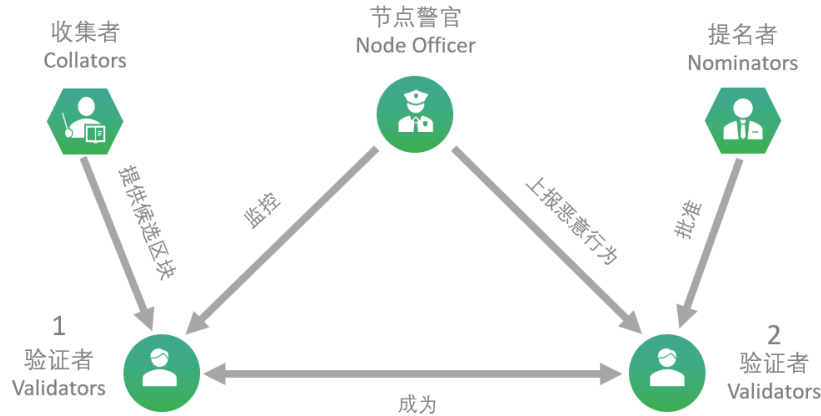 收集者
Collators
节点警官
Node Officer
提名者
Nominators
提供候选区块
监控
上报恶意行为
批准
1
验证者
Validators
2
验证者
Validators
成为